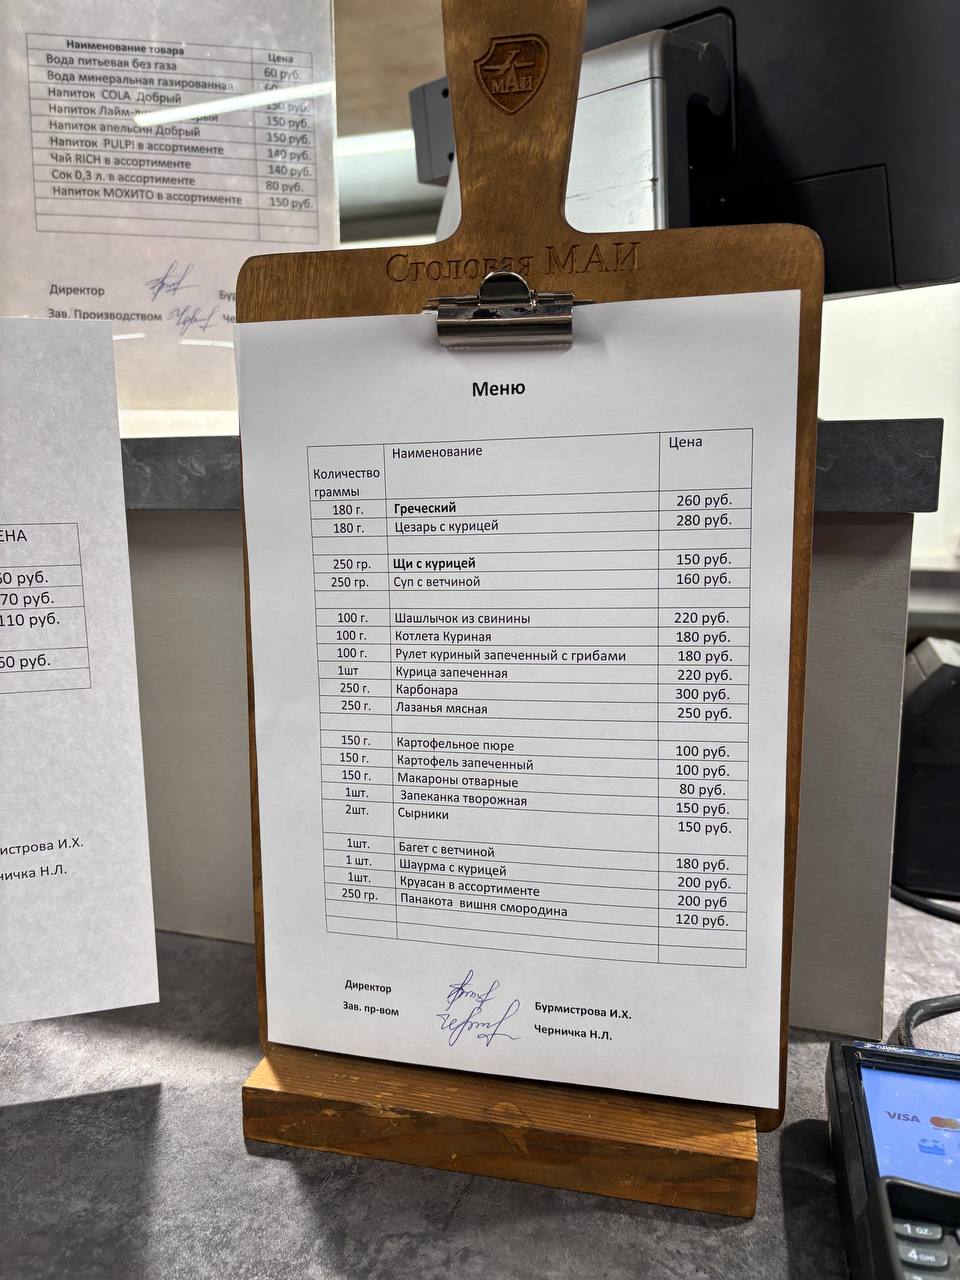 Наименование товара Цена
Вода питьевая без газа 60 руб.
Вода минеральная газированная 60
Напиток COLA Добрый
Напиток Лайм- 150 руб.
Напиток апельсин Добрый 150 руб.
Напиток PULPI в ассортименте 150 руб.
Чай RICH в ассортименте 140 руб.
Сок 0,3 л. в ассортименте 140 руб.
Напиток МОХИТО в ассортименте 80 руб.
150 руб.
Директор
Зав. Производством
МАИ
Столовая МАИ
Меню
Количество граммы Наименование Цена
180 г. Греческий 260 руб.
180 г. Цезарь с курицей 280 руб.
250 гр. Щи с курицей 150 руб.
250 гр. Суп с ветчиной 160 руб.
100 г. Шашлычок из свинины 220 руб.
100 г. Котлета Куриная 180 руб.
100 г. Рулет куриный запеченный с грибами 180 руб.
1шт Курица запеченная 220 руб.
250 г. Карбонара 300 руб.
250 г. Лазанья мясная 250 руб.
150 г. Картофельное пюре 100 руб.
150 г. Картофель запеченный 100 руб.
150 г. Макароны отварные 80 руб.
1шт. Запеканка творожная 150 руб.
2шт. Сырники 150 руб.
1шт. Багет с ветчиной 180 руб.
1 шт. Шаурма с курицей 200 руб.
1шт. Круасан в ассортименте 200 руб
250 гр. Панакота вишня смородина 120 руб.
Директор Бурмистрова И.Х.
Зав. пр-вом Черничка Н.Л.
ЕНА
50 руб.
70 руб.
110 руб.
50 руб.
мистрова И.Х.
ничка Н.Л.
VISA
1
4